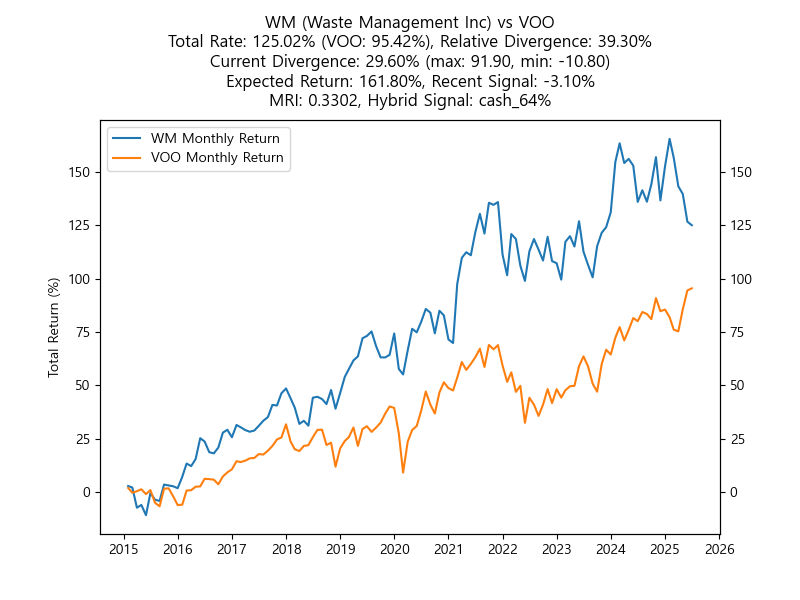 WM (Waste Management Inc) vs VOO
Total Rate: 125.02% (VOO: 95.42%), Relative Divergence: 39.30%
Current Divergence: 29.60% (max: 91.90, min: -10.80)
Expected Return: 161.80%, Recent Signal: -3.10%
MRI: 0.3302, Hybrid Signal: cash_64%
WM Monthly Return
VOO Monthly Return
Total Return (%)
150
125
100
75
50
25
0
150
125
100
75
50
25
0
2015 2016 2017 2018 2019 2020 2021 2022 2023 2024 2025 2026